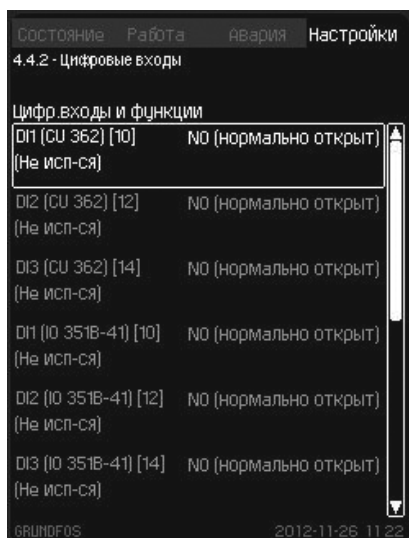 Состояние Работа Авария Настройки
4.4.2 - Цифровые входы
Цифр.входы и функции
DI1 (CU 362) [10] NO (нормально открыт)
(Не исп-ся)
DI2 (CU 362) [12] NO (нормально открыт)
(Не исп-ся)
DI3 (CU 362) [14] NO (нормально открыт)
(Не исп-ся)
DI1 (IO 351B-41) [10] NO (нормально открыт)
(Не исп-ся)
DI2 (IO 351B-41) [12] NO (нормально открыт)
(Не исп-ся)
DI3 (IO 351B-41) [14] NO (нормально открыт)
(Не исп-ся)
GRUNDFOS 2012-11-26 11:22